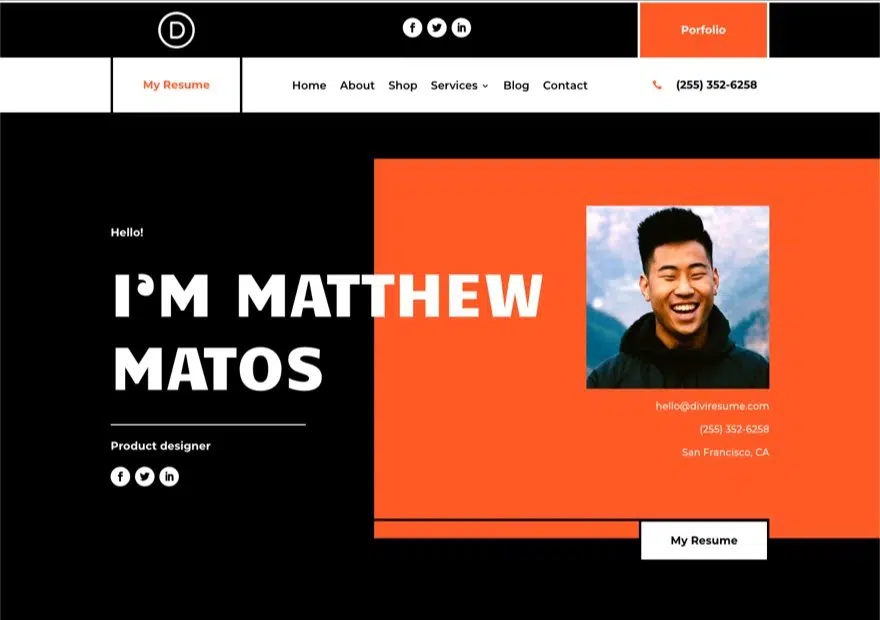 D
Porfolio
My Resume
Home About Shop Services Blog Contact
(255) 352-6258
Hello!
I'M MATTHEW
MATOS
Product designer
hello@diviresume.com
(255) 352-6258
San Francisco, CA
My Resume